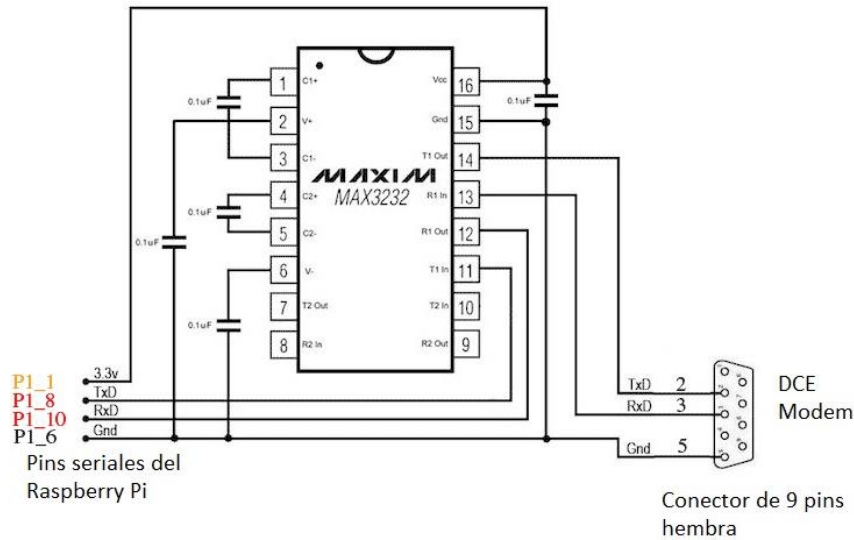 1
C1+
Vcc
16
0.1uF
0.1uF
2
V+
Gnd
15
3
C1-
T1 Out
14
MAXIM
MAX3232
4
C2+
R1 In
13
0.1uF
5
C2-
R1 Out
12
0.1uF
6
V-
T1 In
11
7
T2 Out
T2 In
10
0.1uF
8
R2 In
R2 Out
9
P1_1 3.3v
P1_8 TxD
P1_10 RxD
P1_6 Gnd
Pins seriales del
Raspberry Pi
TxD 2
RxD 3
Gnd 5
DCE
Modem
Conector de 9 pins
hembra